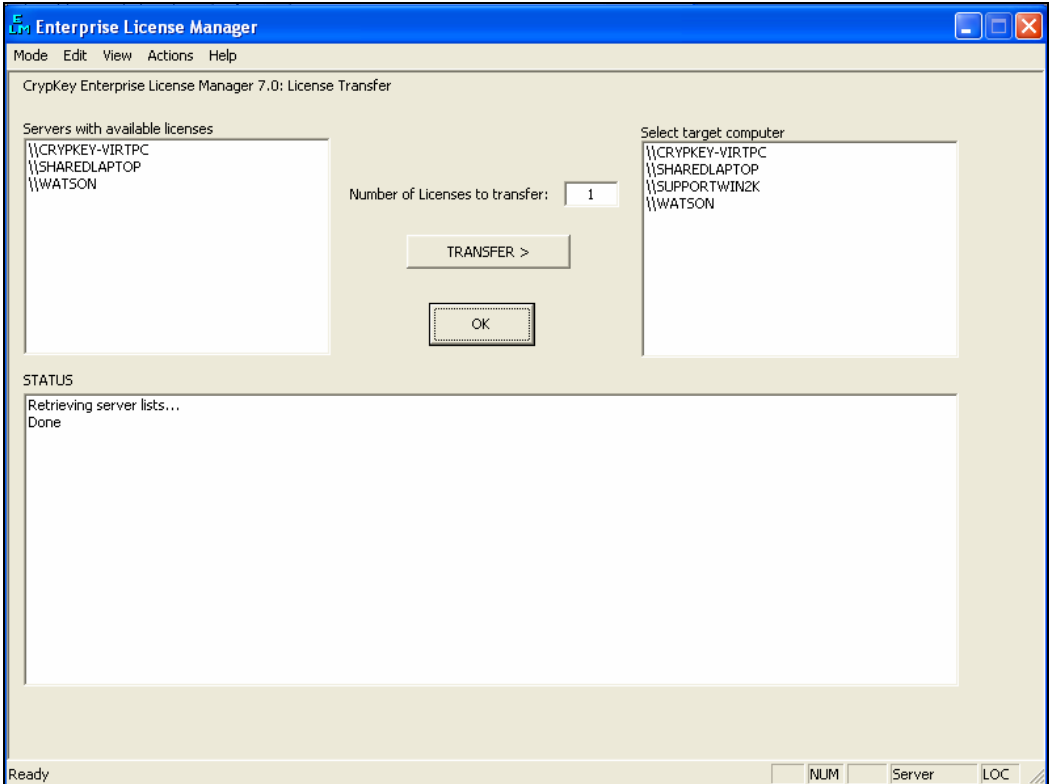 ELM Enterprise License Manager
Mode Edit View Actions Help
CrypKey Enterprise License Manager 7.0: License Transfer
Servers with available licenses
\\CRYPKEY-VIRTPC
\\SHAREDLAPTOP
\\WATSON
Number of Licenses to transfer: 1
TRANSFER >
OK
Select target computer
\\CRYPKEY-VIRTPC
\\SHAREDLAPTOP
\\SUPPORTWIN2K
\\WATSON
STATUS
Retrieving server lists...
Done
Ready NUM Server LOC